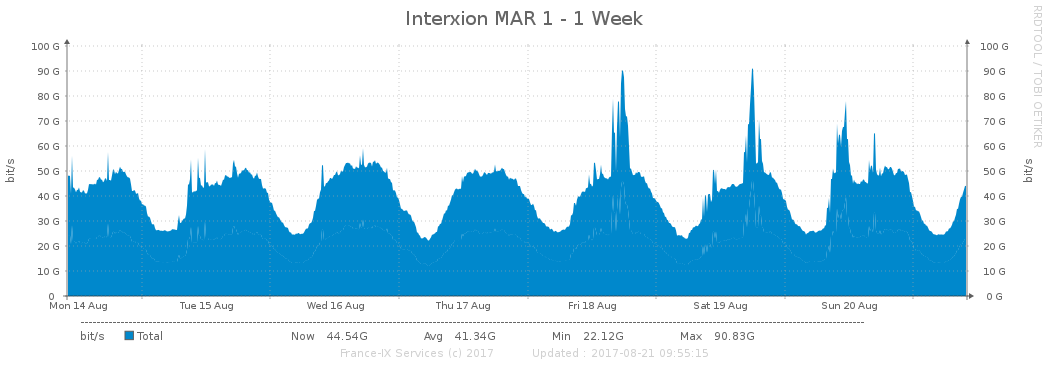 Interxion MAR 1 - 1 Week
RRDTOOL / TOBI OETIKER
bit/s
100 G 100 G
90 G 90 G
80 G 80 G
70 G 70 G
60 G 60 G
50 G 50 G
40 G 40 G
30 G 30 G
20 G 20 G
10 G 10 G
0 0 G
bit/s
Mon 14 Aug Tue 15 Aug Wed 16 Aug Thu 17 Aug Fri 18 Aug Sat 19 Aug Sun 20 Aug
bit/s Total Now 44.54G Avg 41.34G Min 22.12G Max 90.83G
France-IX Services (c) 2017 Updated : 2017-08-21 09:55:15